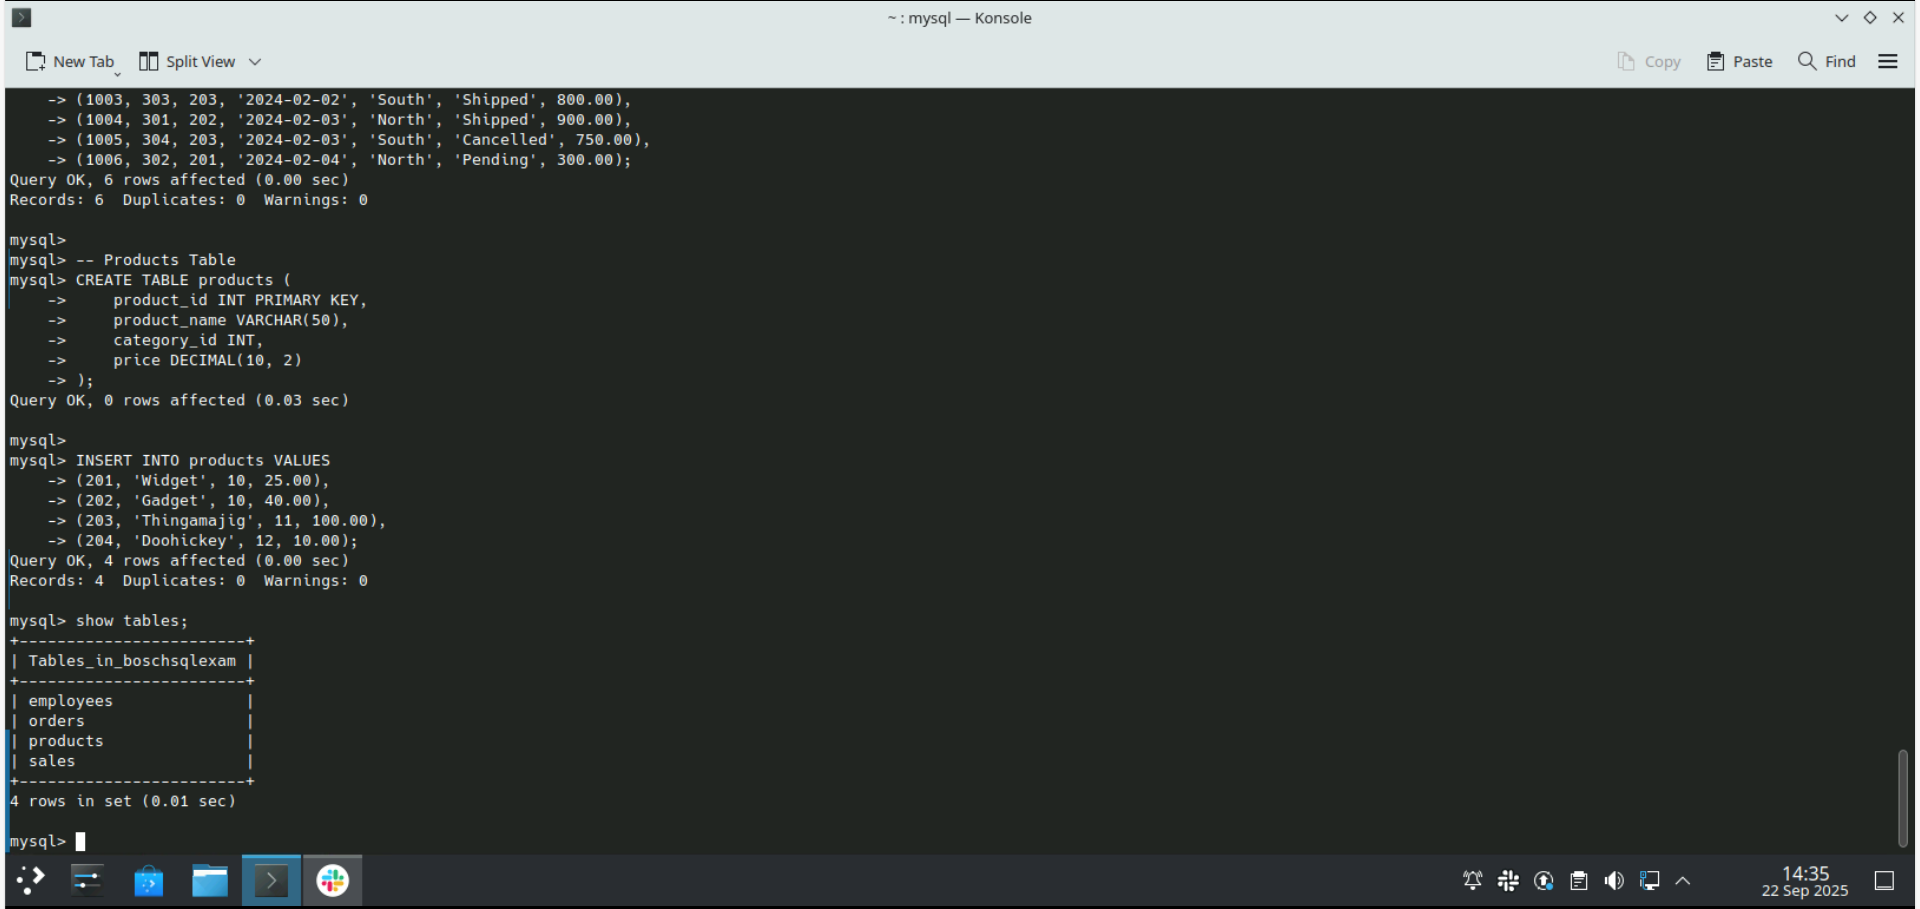 ~ : mysql — Konsole
New Tab Split View Copy Paste Find
    -> (1003, 303, 203, '2024-02-02', 'South', 'Shipped', 800.00),
    -> (1004, 301, 202, '2024-02-03', 'North', 'Shipped', 900.00),
    -> (1005, 304, 203, '2024-02-03', 'South', 'Cancelled', 750.00),
    -> (1006, 302, 201, '2024-02-04', 'North', 'Pending', 300.00);
Query OK, 6 rows affected (0.00 sec)
Records: 6  Duplicates: 0  Warnings: 0
mysql>
mysql> -- Products Table
mysql> CREATE TABLE products (
    ->     product_id INT PRIMARY KEY,
    ->     product_name VARCHAR(50),
    ->     category_id INT,
    ->     price DECIMAL(10, 2)
    -> );
Query OK, 0 rows affected (0.03 sec)
mysql>
mysql> INSERT INTO products VALUES
    -> (201, 'Widget', 10, 25.00),
    -> (202, 'Gadget', 10, 40.00),
    -> (203, 'Thingamajig', 11, 100.00),
    -> (204, 'Doohickey', 12, 10.00);
Query OK, 4 rows affected (0.00 sec)
Records: 4  Duplicates: 0  Warnings: 0
mysql> show tables;
+------------------------+
| Tables_in_boschsqlexam |
+------------------------+
| employees              |
| orders                 |
| products               |
| sales                  |
+------------------------+
4 rows in set (0.01 sec)
mysql>
14:35
22 Sep 2025